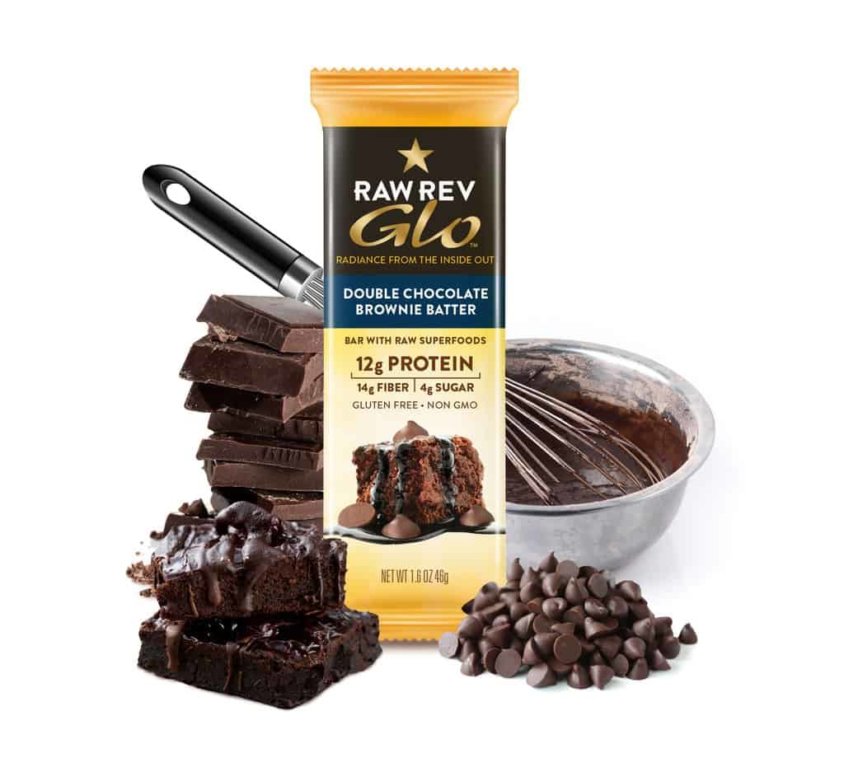 RAW REV
Glo™
RADIANCE FROM THE INSIDE OUT
DOUBLE CHOCOLATE
BROWNIE BATTER
BAR WITH RAW SUPERFOODS
12g PROTEIN
14g FIBER | 4g SUGAR
GLUTEN FREE • NON GMO
NET WT 1.6 OZ 46g